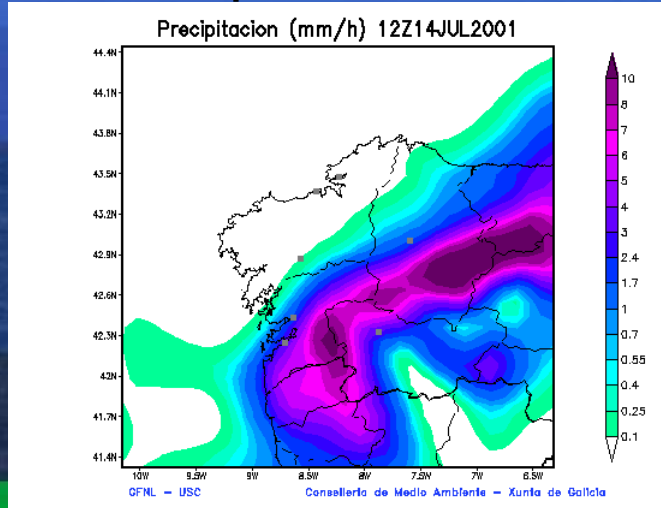 Precipitacion (mm/h) 12Z14JUL2001
44.4N
44.1N
43.8N
43.5N
43.2N
42.9N
42.6N
42.3N
42N
41.7N
41.4N
10W 9.5W 9W 8.5W 8W 7.5W 7W 6.5W
10
8
7
6
5
4
3
2.4
1.7
1
0.7
0.55
0.4
0.25
0.1
GFNL – USC Conselleria de Medio Ambiente – Xunta de Galicia